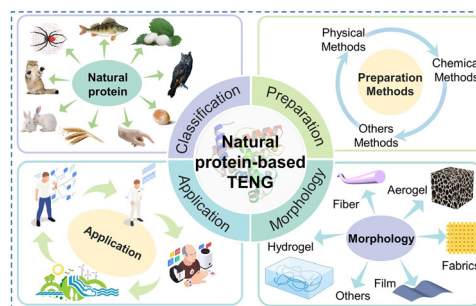 Natural
protein
Physical
Methods
Chemical
Methods
Preparation
Methods
Others
Methods
Classification
Preparation
Natural
protein-based
TENG
Application
Morphology
Application
Fiber
Aerogel
Hydrogel
Morphology
Fabrics
Others
Film